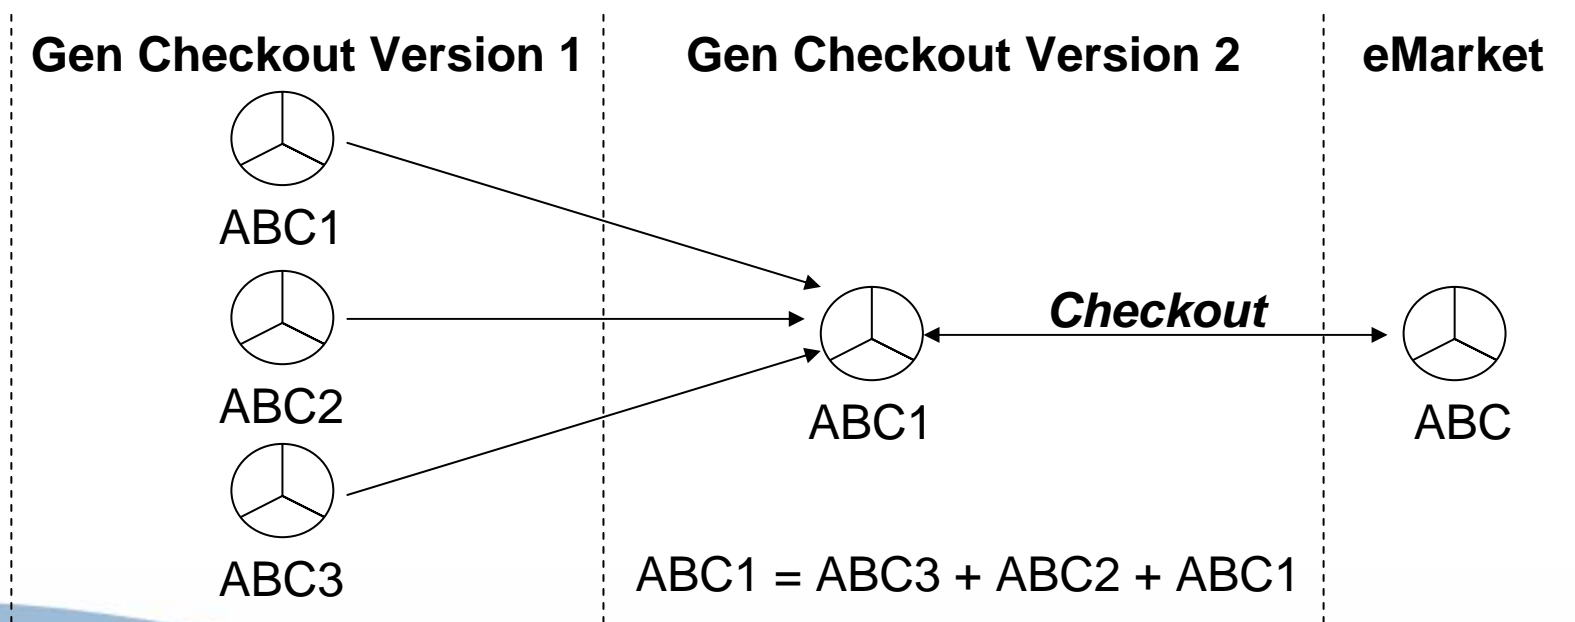 Gen Checkout Version 1
Gen Checkout Version 2
eMarket
ABC1
ABC2
ABC3
Checkout
ABC1
ABC
ABC1 = ABC3 + ABC2 + ABC1